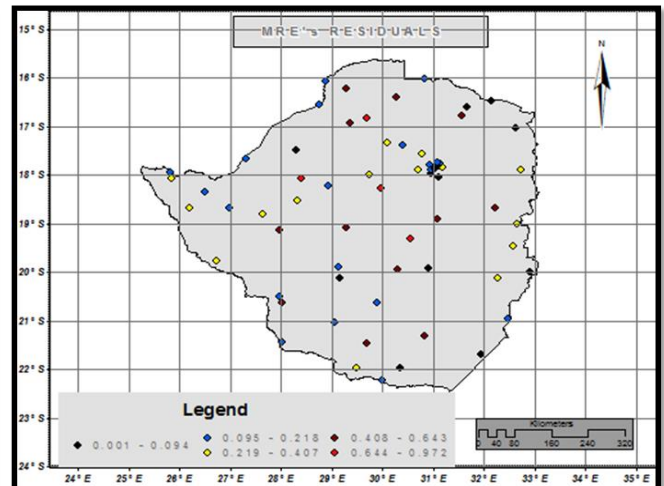 MRE's RESIDUALS
N
15° S
16° S
17° S
18° S
19° S
20° S
21° S
22° S
23° S
24° S
Legend
0.001 - 0.094
0.095 - 0.218
0.219 - 0.407
0.408 - 0.643
0.644 - 0.972
Kilometers
0 40 80 160 240 320
24° E 25° E 26° E 27° E 28° E 29° E 30° E 31° E 32° E 33° E 34° E 35° E